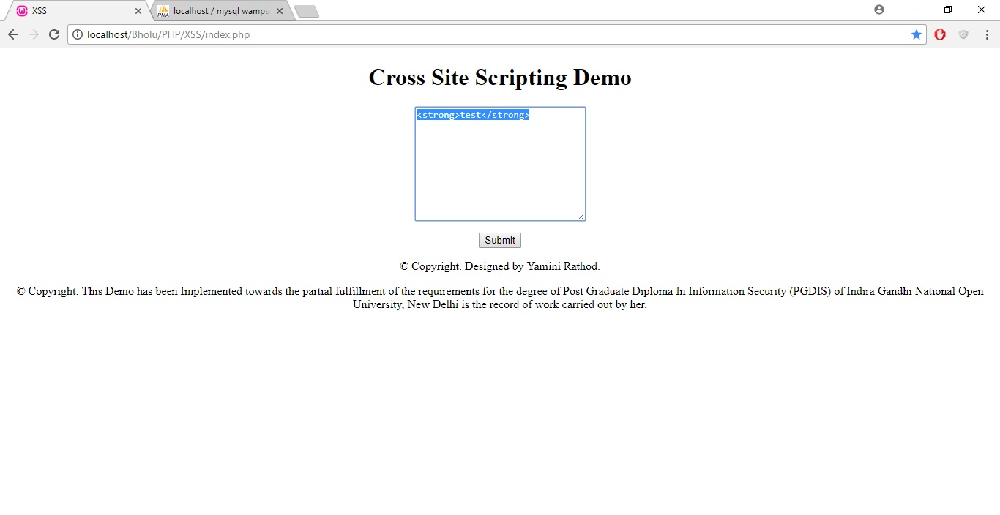 XSS
PMA
localhost / mysql wamps
localhost/Bholu/PHP/XSS/index.php
Cross Site Scripting Demo
<strong>test</strong>
Submit
© Copyright. Designed by Yamini Rathod.
© Copyright. This Demo has been Implemented towards the partial fulfillment of the requirements for the degree of Post Graduate Diploma In Information Security (PGDIS) of Indira Gandhi National Open
University, New Delhi is the record of work carried out by her.